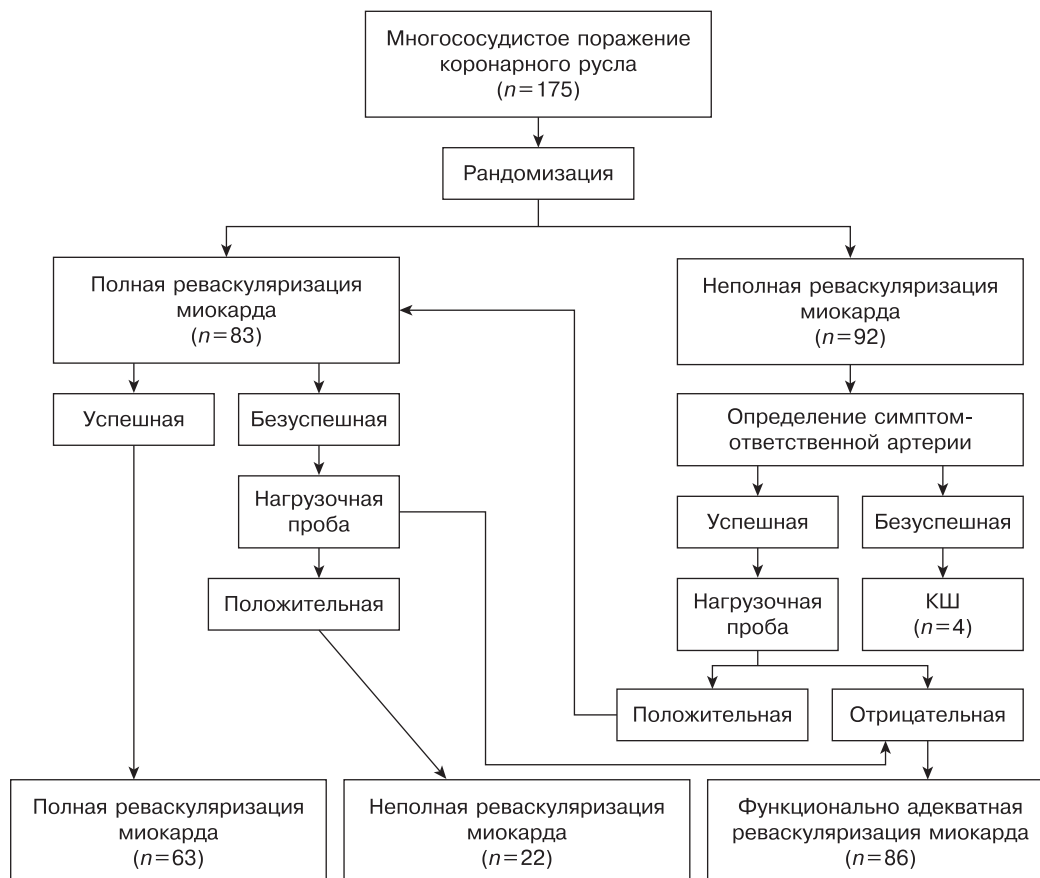 Многососудистое поражение
коронарного русла
(n=175)
Рандомизация
Полная реваскуляризация
миокарда
(n=83)
Неполная реваскуляризация
миокарда
(n=92)
Успешная
Безуспешная
Определение симптом-
ответственной артерии
Нагрузочная
проба
Успешная
Безуспешная
Положительная
Нагрузочная
проба
КШ
(n=4)
Положительная
Отрицательная
Полная реваскуляризация
миокарда
(n=63)
Неполная реваскуляризация
миокарда
(n=22)
Функционально адекватная
реваскуляризация миокарда
(n=86)